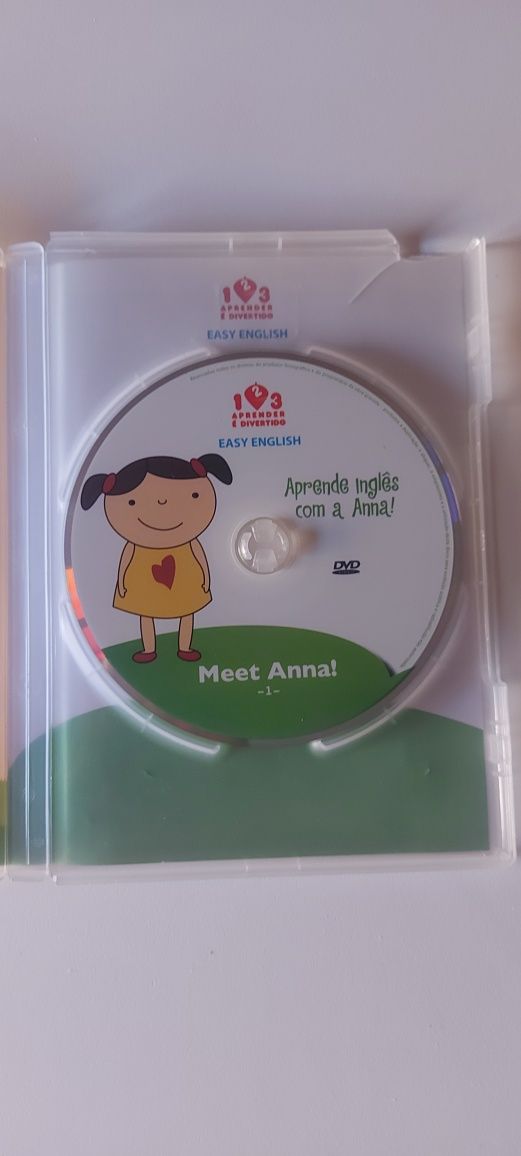 1 2 3
APRENDER
É DIVERTIDO
EASY ENGLISH
1 2 3
APRENDER
É DIVERTIDO
EASY ENGLISH
Aprende inglês
com a Anna!
DVD
Meet Anna!
-1-